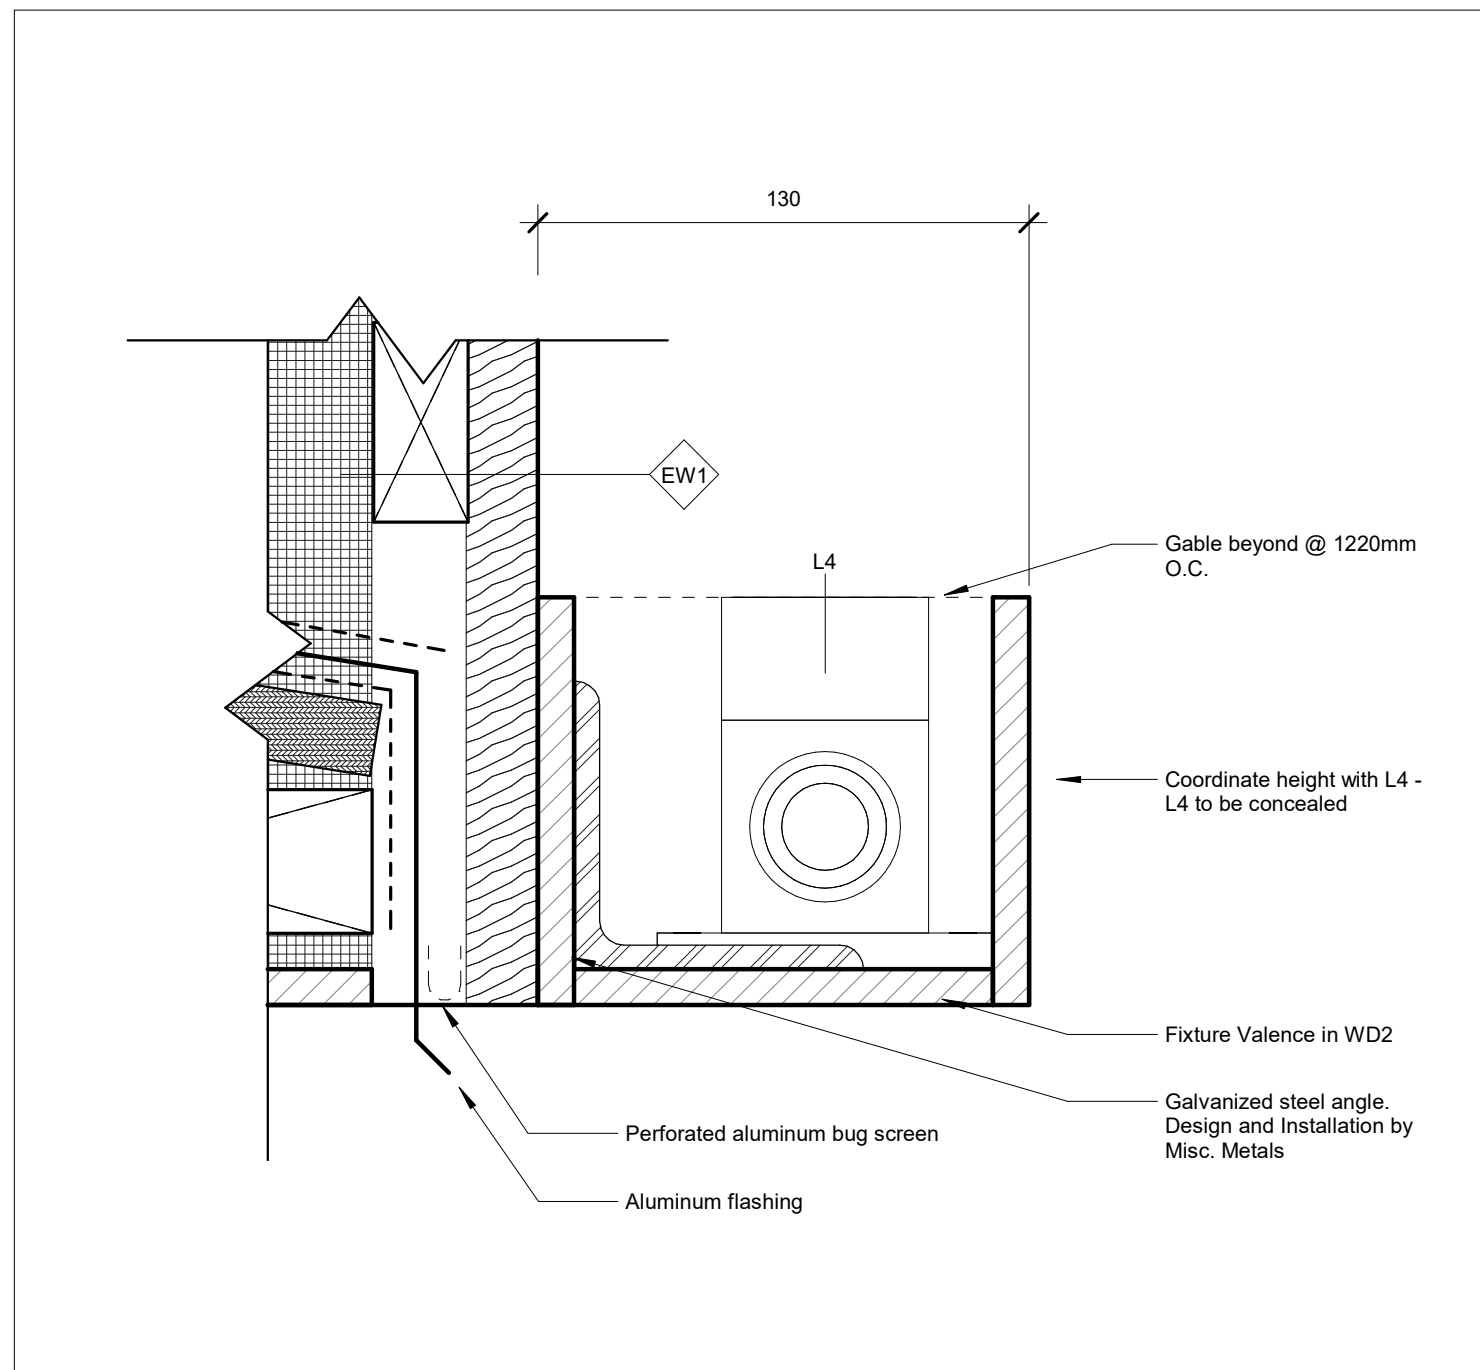 130
EW1
Gable beyond @ 1220mm
O.C.
L4
Coordinate height with L4 -
L4 to be concealed
Fixture Valence in WD2
Galvanized steel angle.
Design and Installation by
Misc. Metals
Perforated aluminum bug screen
Aluminum flashing